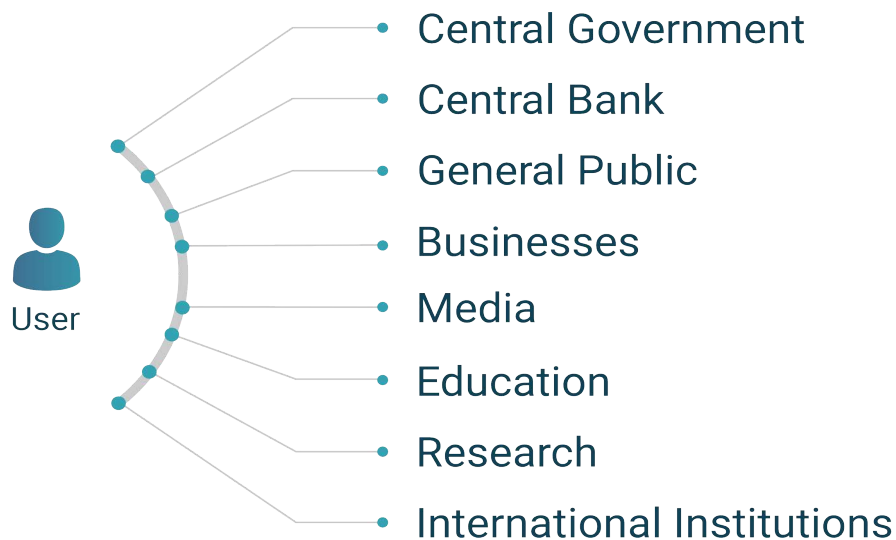 Central Government
Central Bank
General Public
Businesses
Media
Education
Research
International Institutions
User